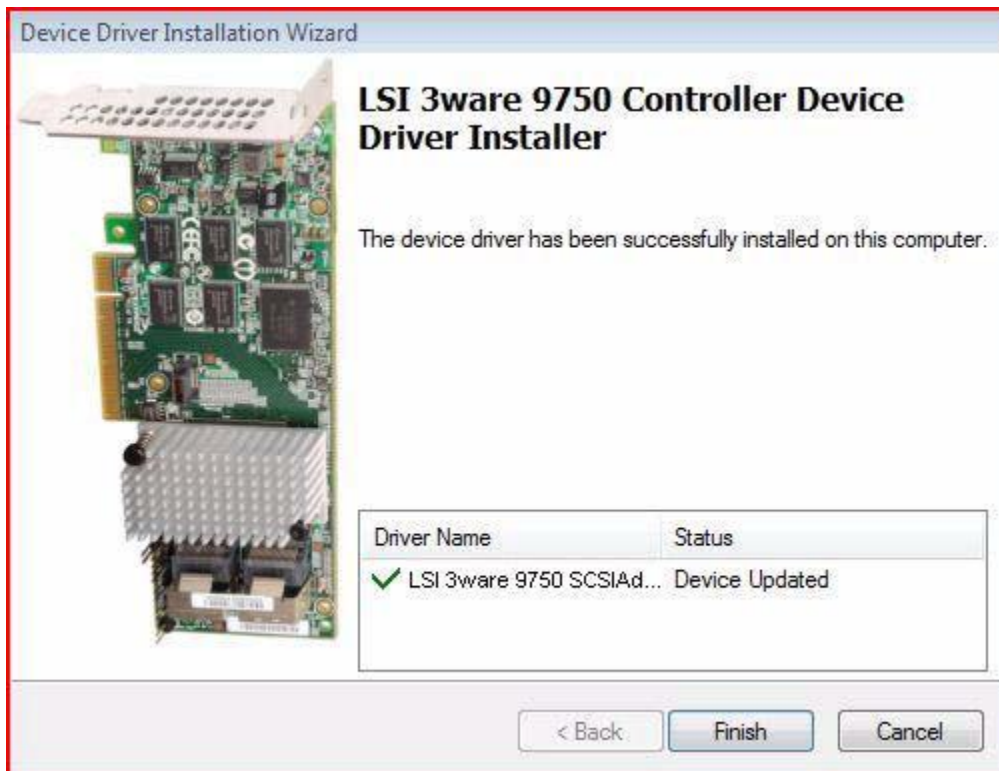 Device Driver Installation Wizard
LSI 3ware 9750 Controller Device
Driver Installer
The device driver has been successfully installed on this computer.
Driver Name Status
LSI 3ware 9750 SCSIAd... Device Updated
< Back Finish Cancel